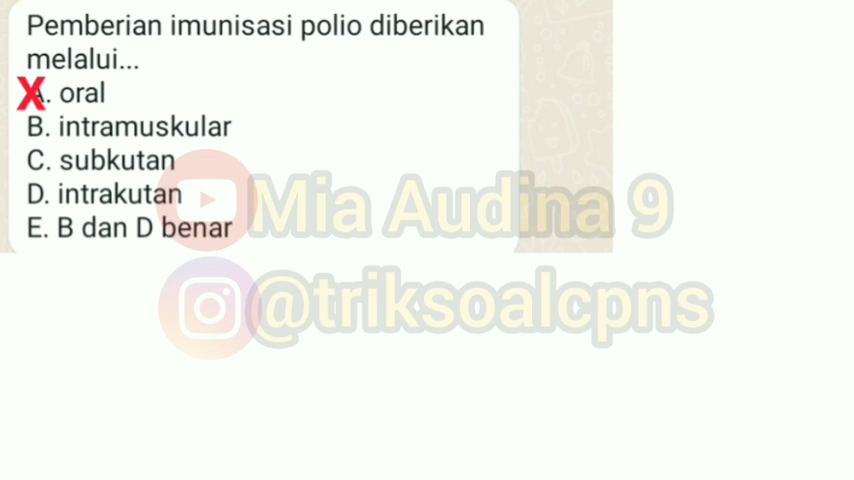 Pemberian imunisasi polio diberikan
melalui...
A. oral
B. intramuskular
C. subkutan
D. intrakutan
E. B dan D benar
Mia Audina 9
@triksoalcpns